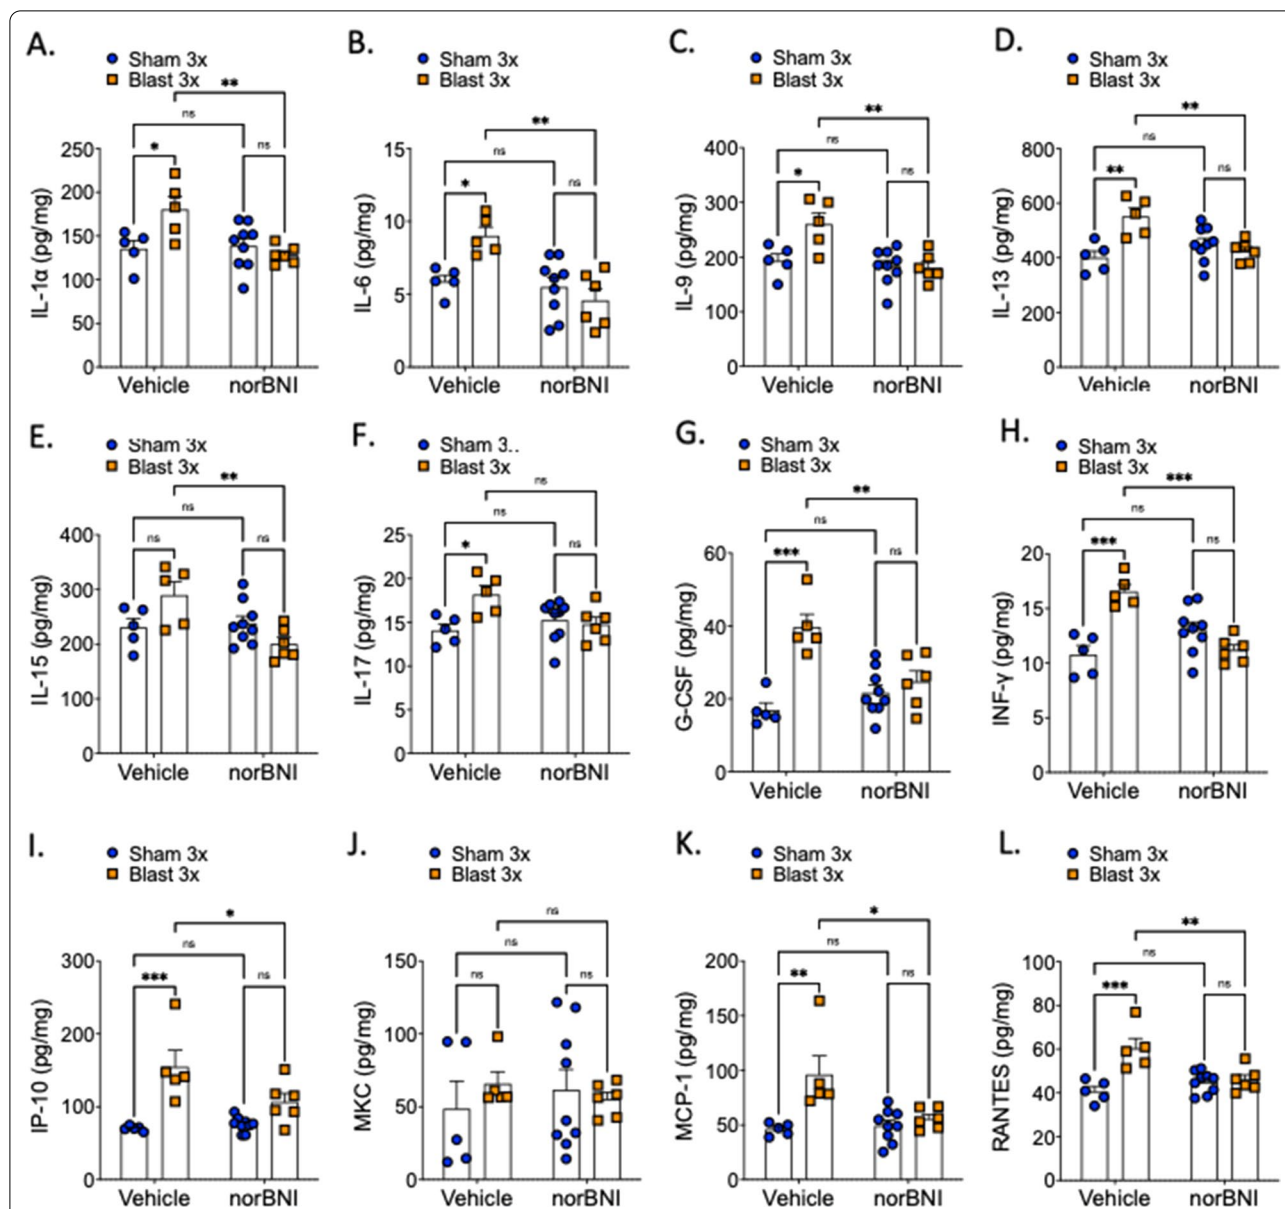 A.
Sham 3x
Blast 3x
**
ns
*
ns
IL-1α (pg/mg)
250
200
150
100
50
0
Vehicle norBNI
B.
Sham 3x
Blast 3x
**
ns
*
ns
IL-6 (pg/mg)
15
10
5
0
Vehicle norBNI
C.
Sham 3x
Blast 3x
**
ns
*
ns
IL-9 (pg/mg)
400
300
200
100
0
Vehicle norBNI
D.
Sham 3x
Blast 3x
**
ns
**
ns
IL-13 (pg/mg)
800
600
400
200
0
Vehicle norBNI
E.
Sham 3x
Blast 3x
**
ns
ns
ns
IL-15 (pg/mg)
400
300
200
100
0
Vehicle norBNI
F.
Sham 3..
Blast 3x
ns
ns
*
ns
IL-17 (pg/mg)
25
20
15
10
5
0
Vehicle norBNI
G.
Sham 3x
Blast 3x
**
ns
***
ns
G-CSF (pg/mg)
60
40
20
0
Vehicle norBNI
H.
Sham 3x
Blast 3x
***
ns
***
ns
INF-γ (pg/mg)
20
15
10
5
0
Vehicle norBNI
I.
Sham 3x
Blast 3x
*
ns
***
ns
IP-10 (pg/mg)
300
200
100
0
Vehicle norBNI
J.
Sham 3x
Blast 3x
ns
ns
ns
ns
MKC (pg/mg)
150
100
50
0
Vehicle norBNI
K.
Sham 3x
Blast 3x
*
ns
**
ns
MCP-1 (pg/mg)
200
150
100
50
0
Vehicle norBNI
L.
Sham 3x
Blast 3x
**
ns
***
ns
RANTES (pg/mg)
100
80
60
40
20
0
Vehicle norBNI